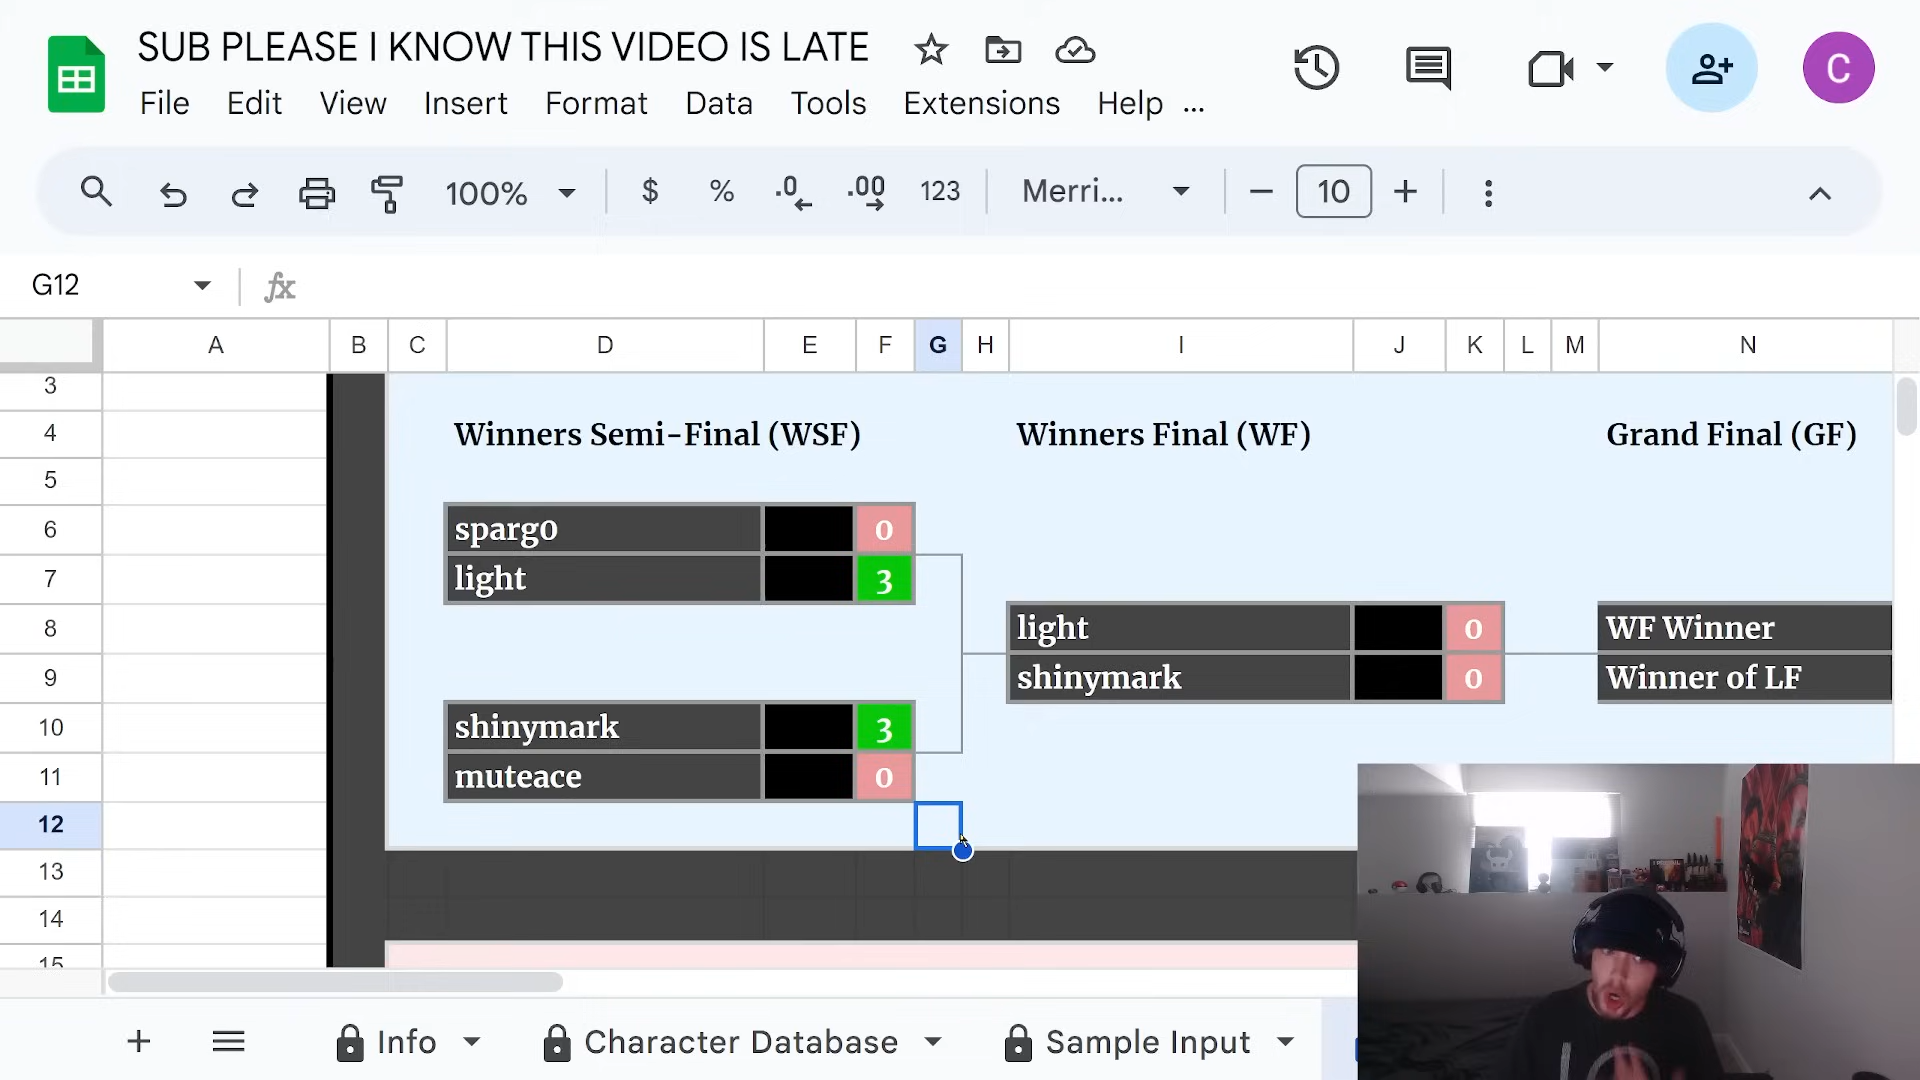 SUB PLEASE I KNOW THIS VIDEO IS LATE
C
File Edit View Insert Format Data Tools Extensions Help ...
100% $ % .0 .00 123 Merri... 10
G12 fx
A B C D E F G H I J K L M N
3
4 Winners Semi-Final (WSF) Winners Final (WF) Grand Final (GF)
5
6 sparg0 0
7 light 3
8 light 0 WF Winner
9 shinymark 0 Winner of LF
10 shinymark 3
11 muteace 0
12
13
14
15
Info Character Database Sample Input